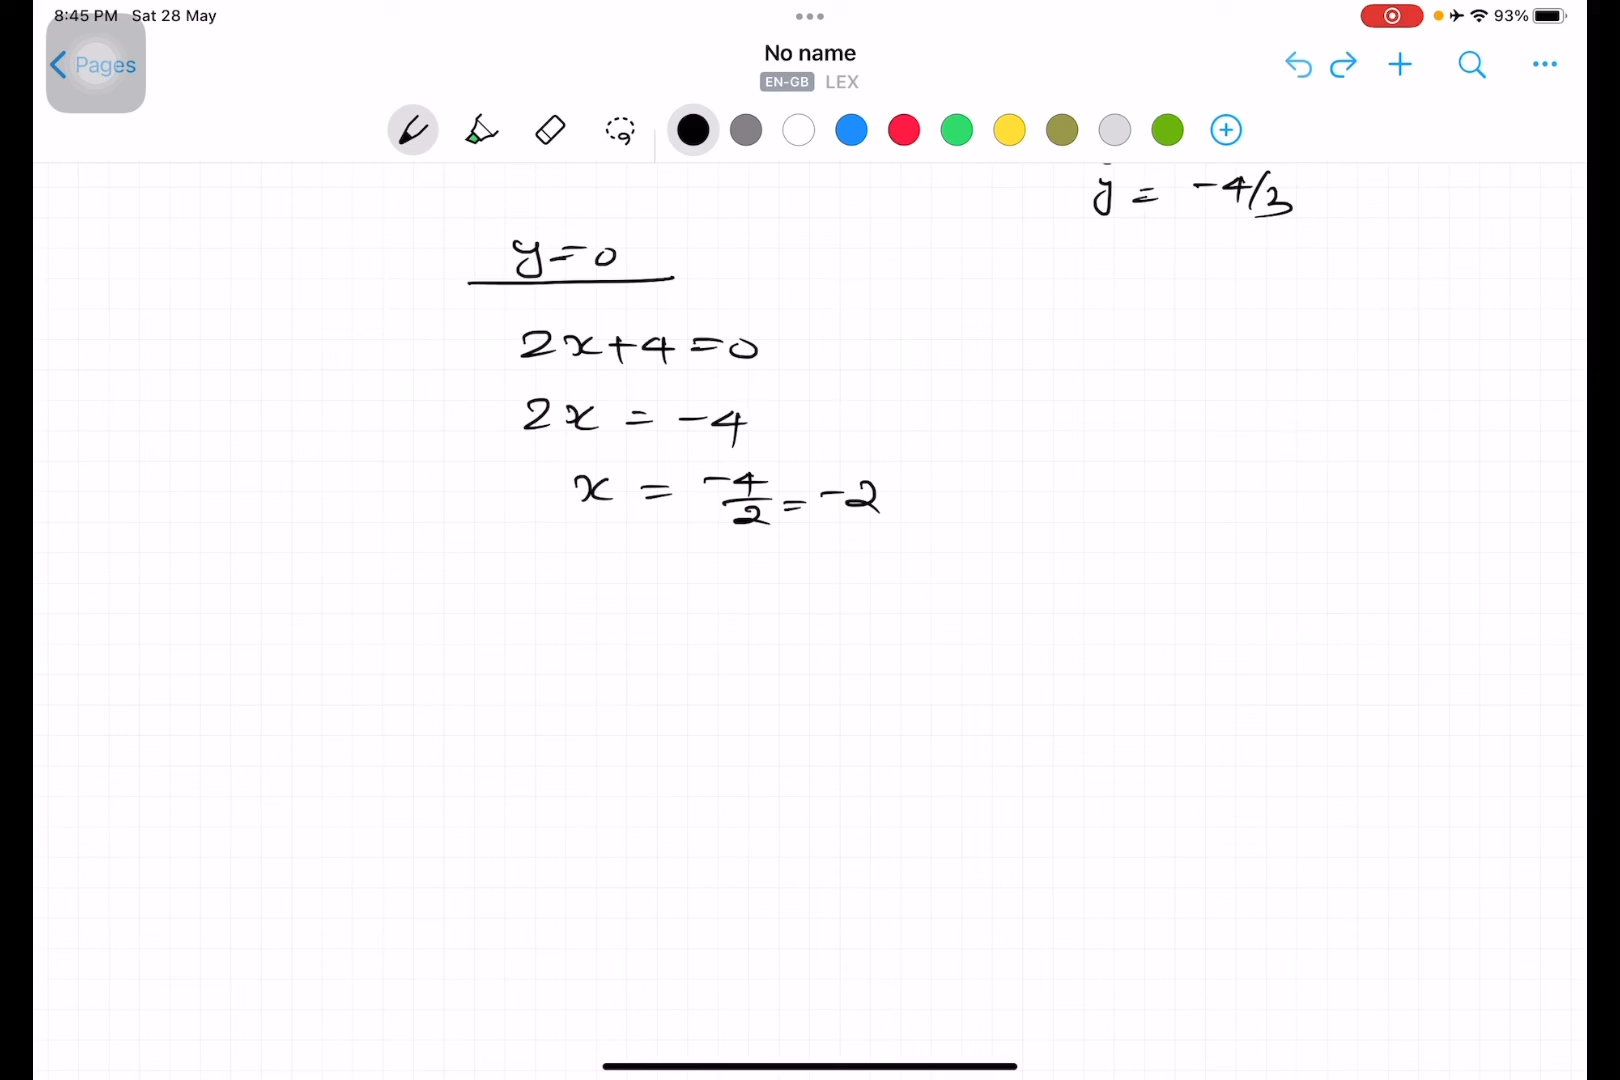 8:45 PM Sat 28 May
93%
Pages
No name
EN-GB LEX
y = -4/3
y=0
2x+4=0
2x = -4
x = -4/2 = -2